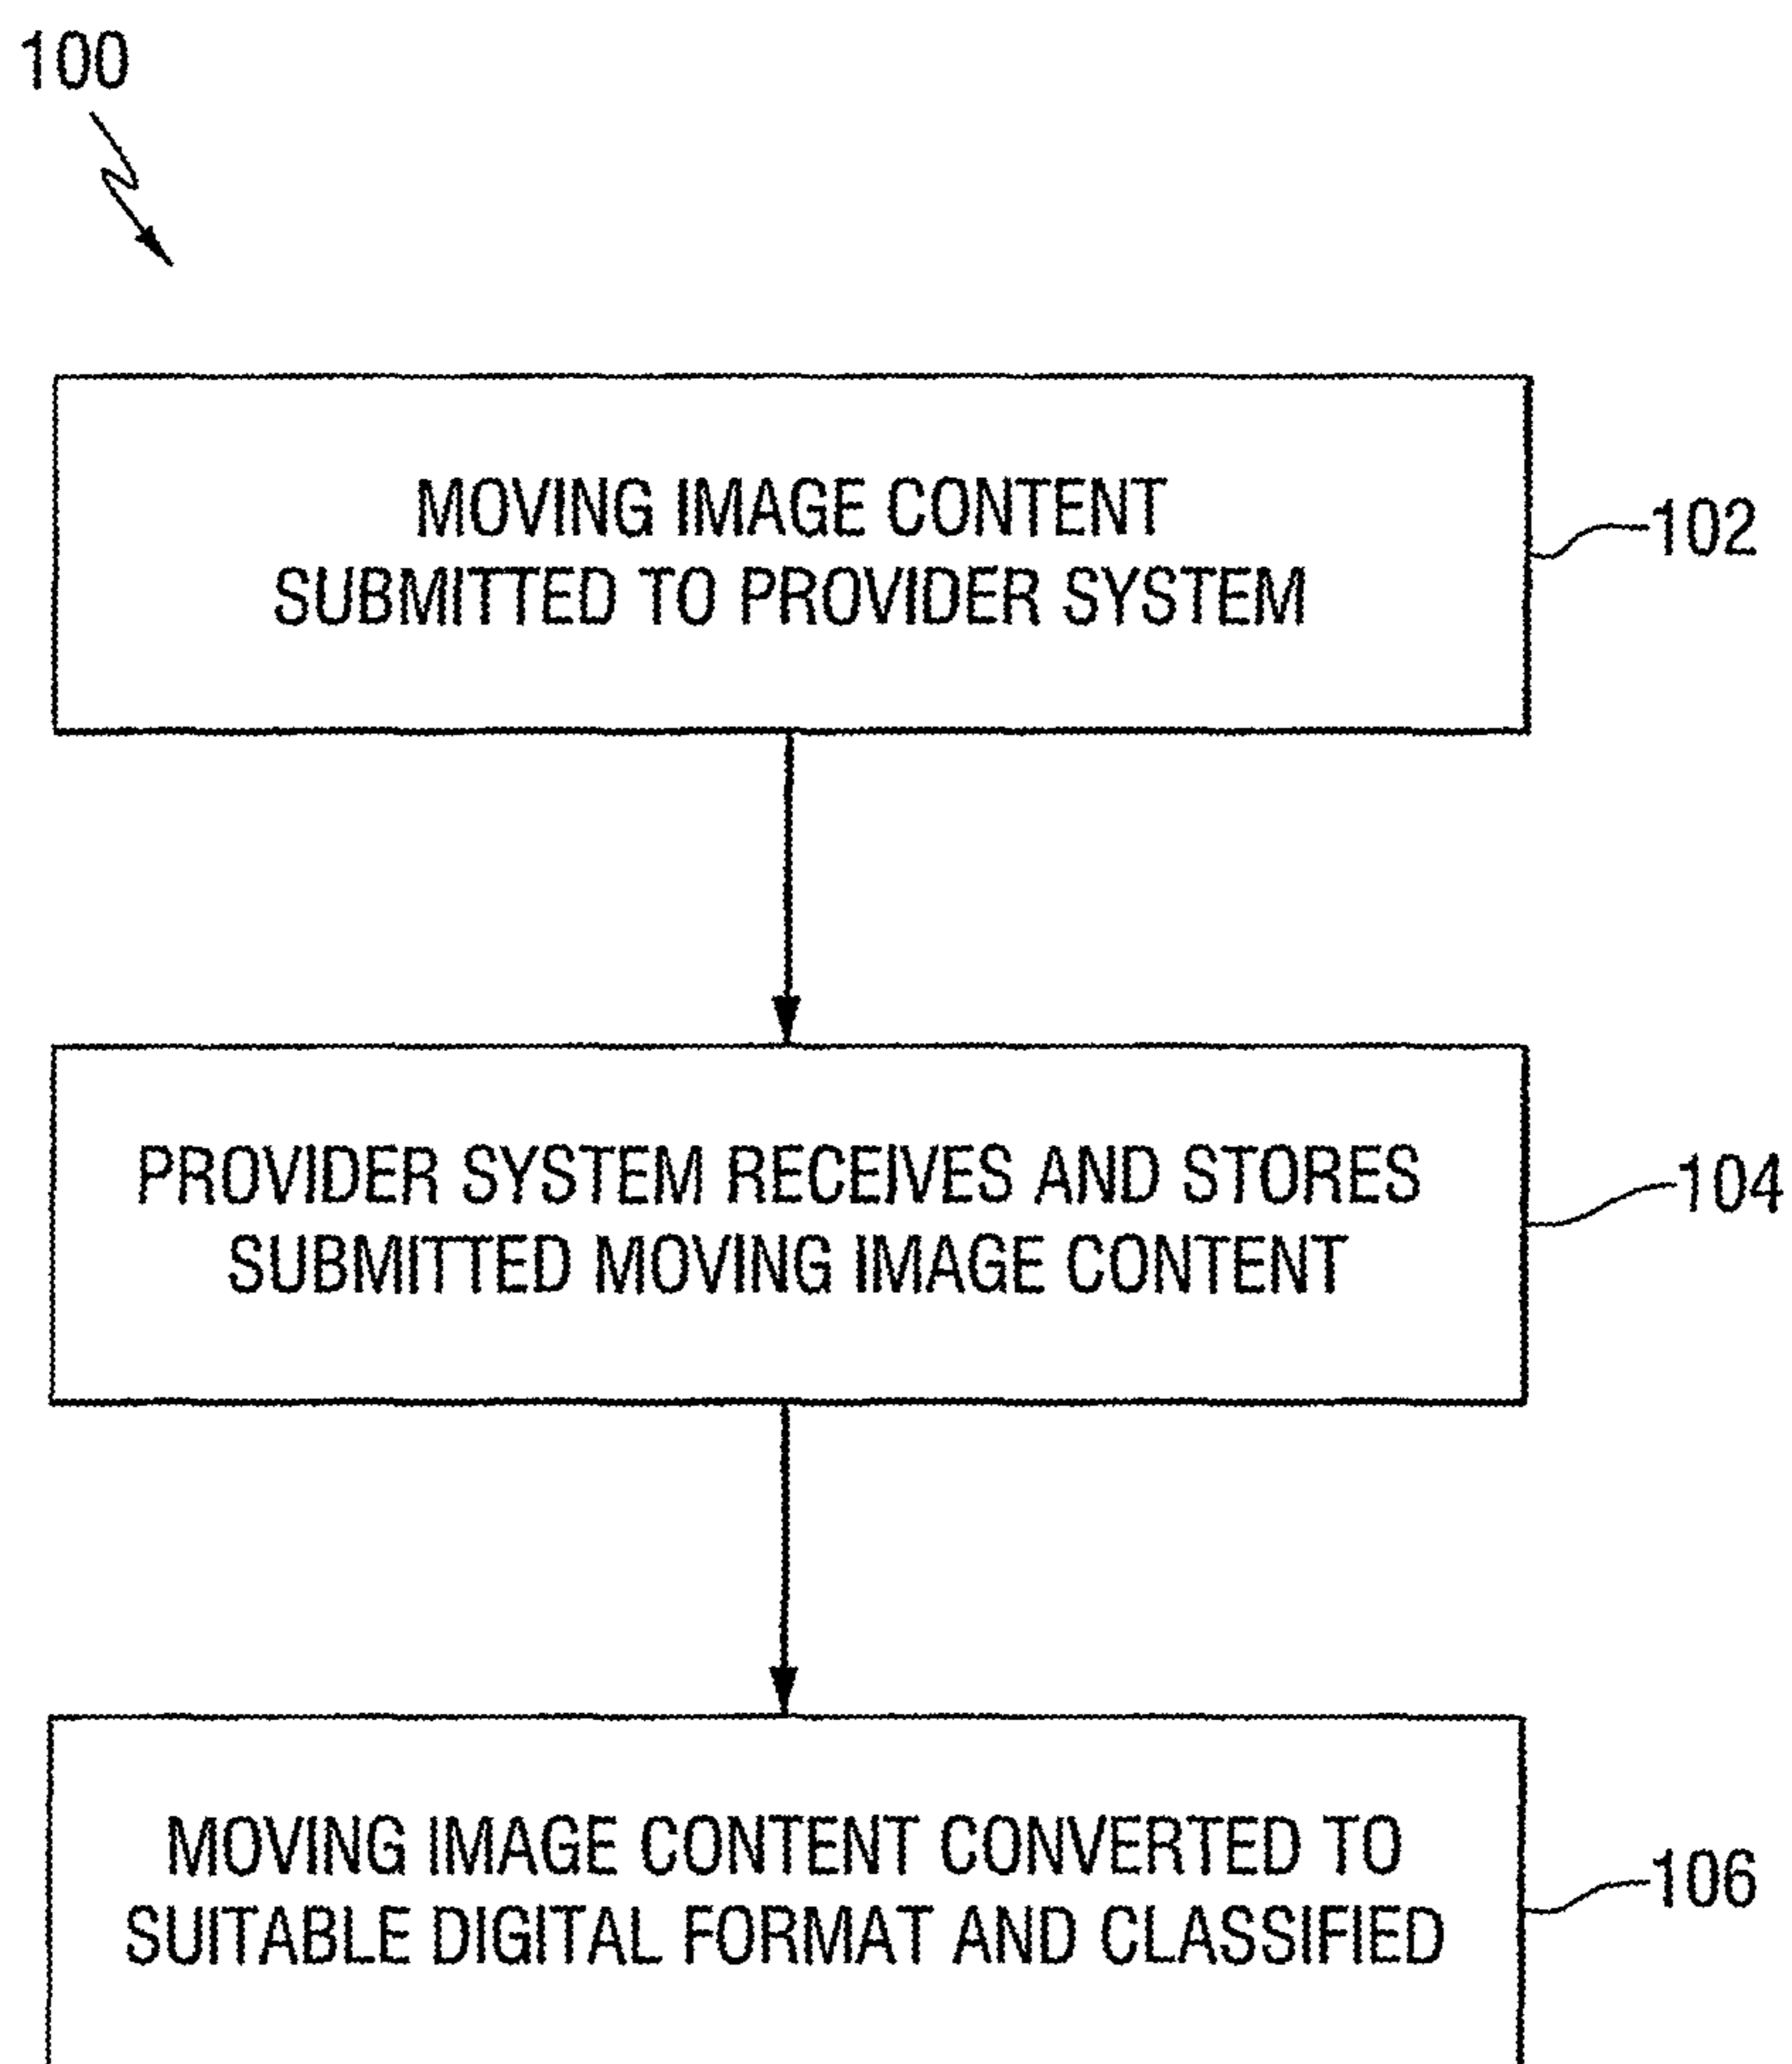 100
MOVING IMAGE CONTENT
SUBMITTED TO PROVIDER SYSTEM
102
PROVIDER SYSTEM RECEIVES AND STORES
SUBMITTED MOVING IMAGE CONTENT
104
MOVING IMAGE CONTENT CONVERTED TO
SUITABLE DIGITAL FORMAT AND CLASSIFIED
106